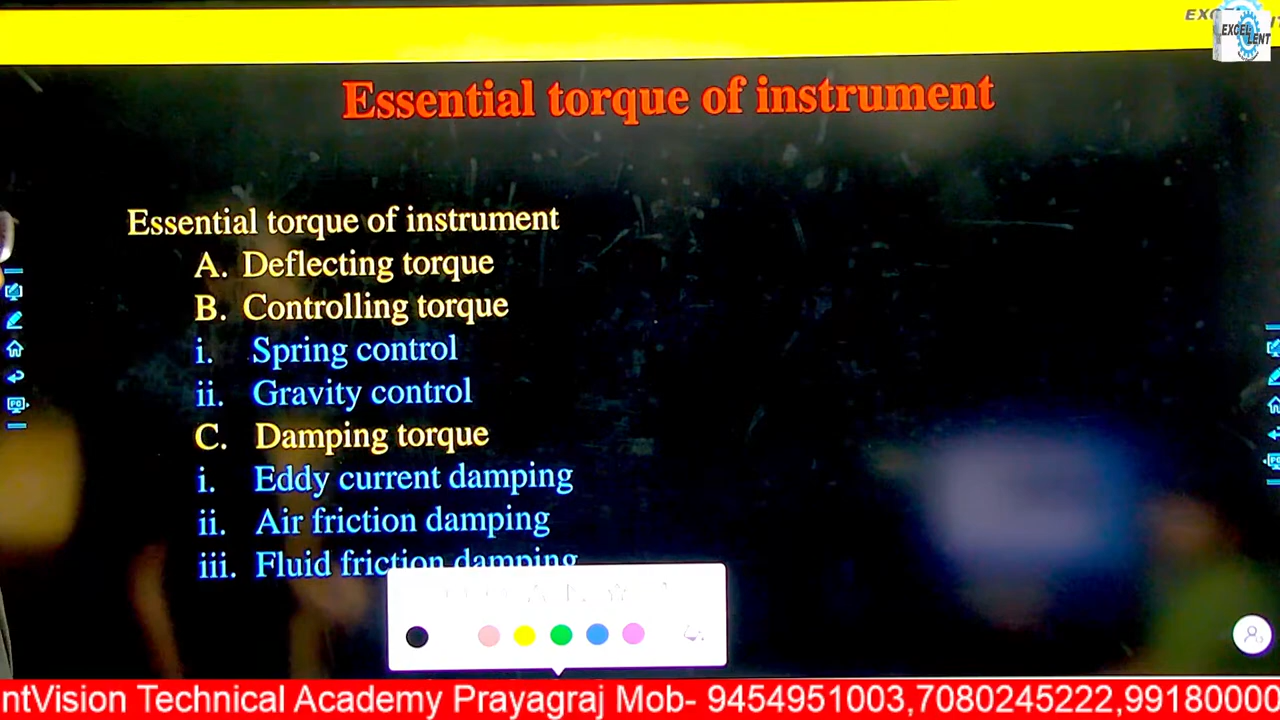 EXCEL
LENT
Essential torque of instrument
Essential torque of instrument
A. Deflecting torque
B. Controlling torque
i. Spring control
ii. Gravity control
C. Damping torque
i. Eddy current damping
ii. Air friction damping
iii. Fluid friction damping
ntVision Technical Academy Prayagraj Mob- 9454951003,7080245222,99180000